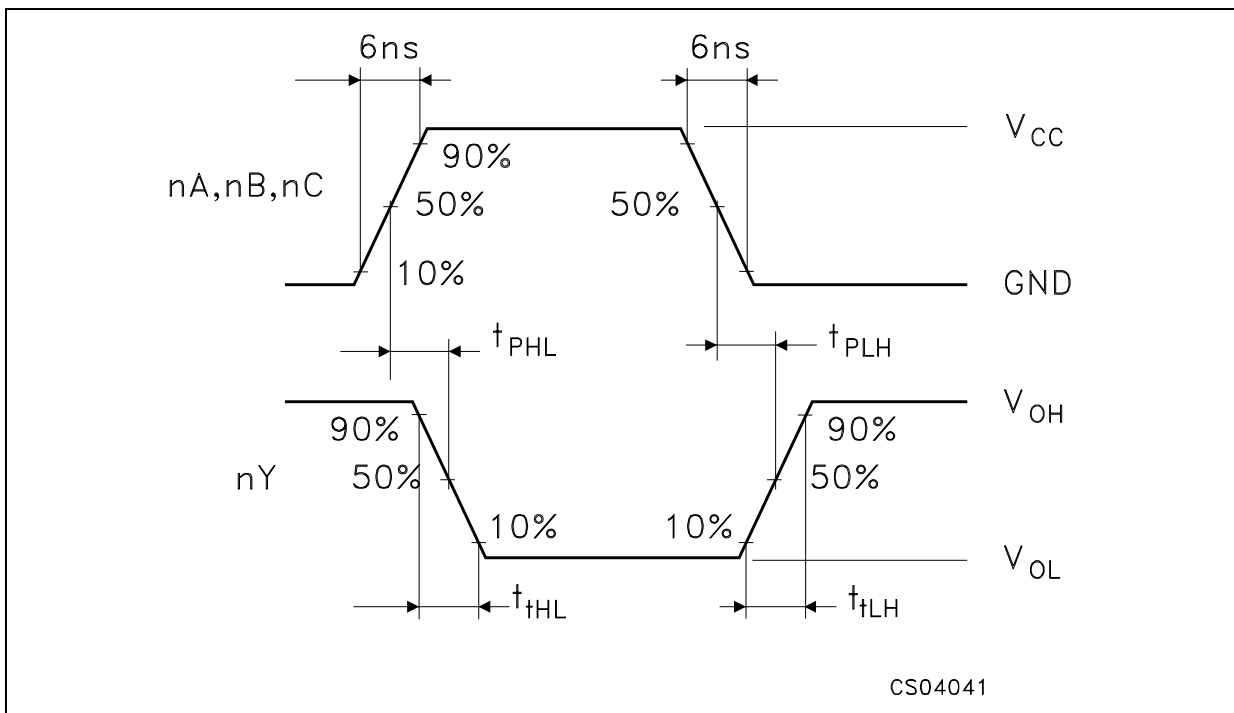 6ns 6ns
V_CC
90%
nA,nB,nC 50% 50%
10% GND
t_PHL t_PLH
V_OH
90% 90%
nY 50% 50%
10% 10%
V_OL
t_tHL t_tLH
CS04041